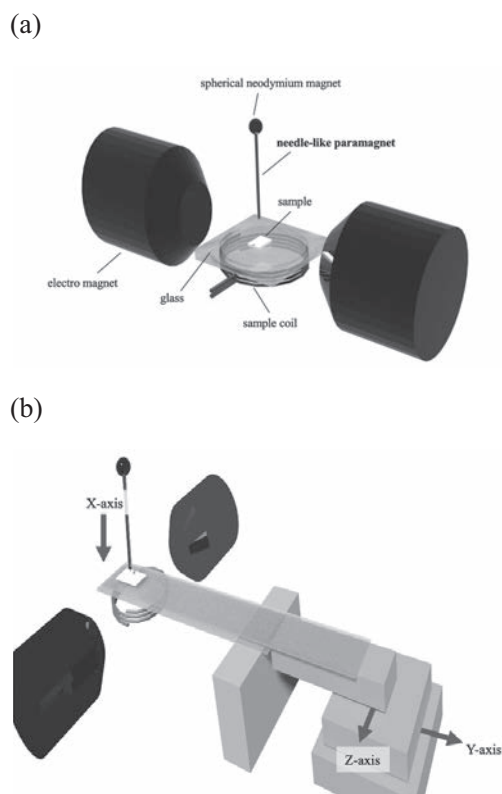 (a)
spherical neodymium magnet
needle-like paramagnet
sample
electro magnet
glass
sample coil
(b)
X-axis
Z-axis
Y-axis